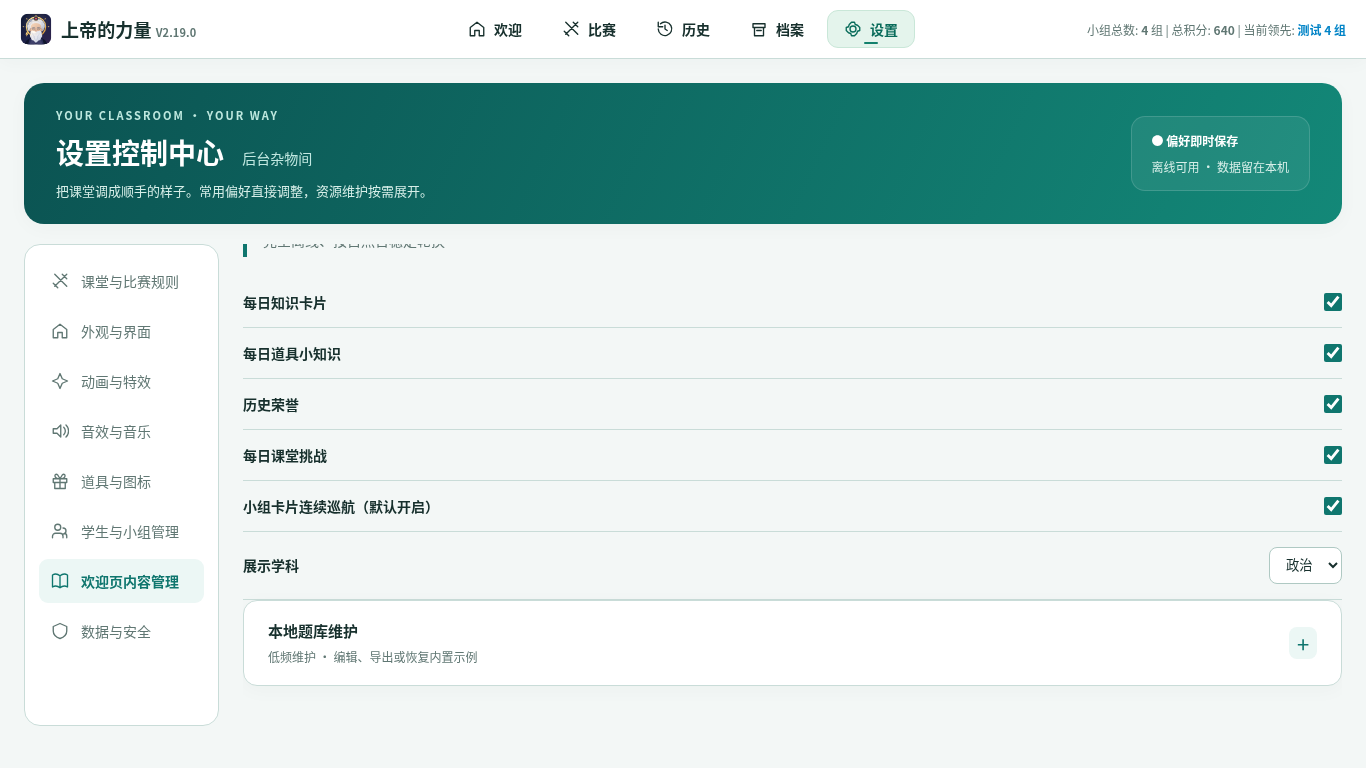 上帝的力量 V2.19.0
欢迎
比赛
历史
档案
设置
小组总数: 4 组 | 总积分: 640 | 当前领先: 测试 4 组
YOUR CLASSROOM • YOUR WAY
设置控制中心 后台杂物间
把课堂调成顺手的样子。常用偏好直接调整，资源维护按需展开。
偏好即时保存
离线可用 • 数据留在本机
课堂与比赛规则
外观与界面
动画与特效
音效与音乐
道具与图标
学生与小组管理
欢迎页内容管理
数据与安全
每日知识卡片
每日道具小知识
历史荣誉
每日课堂挑战
小组卡片连续巡航（默认开启）
展示学科
政治
本地题库维护
低频维护 • 编辑、导出或恢复内置示例
+